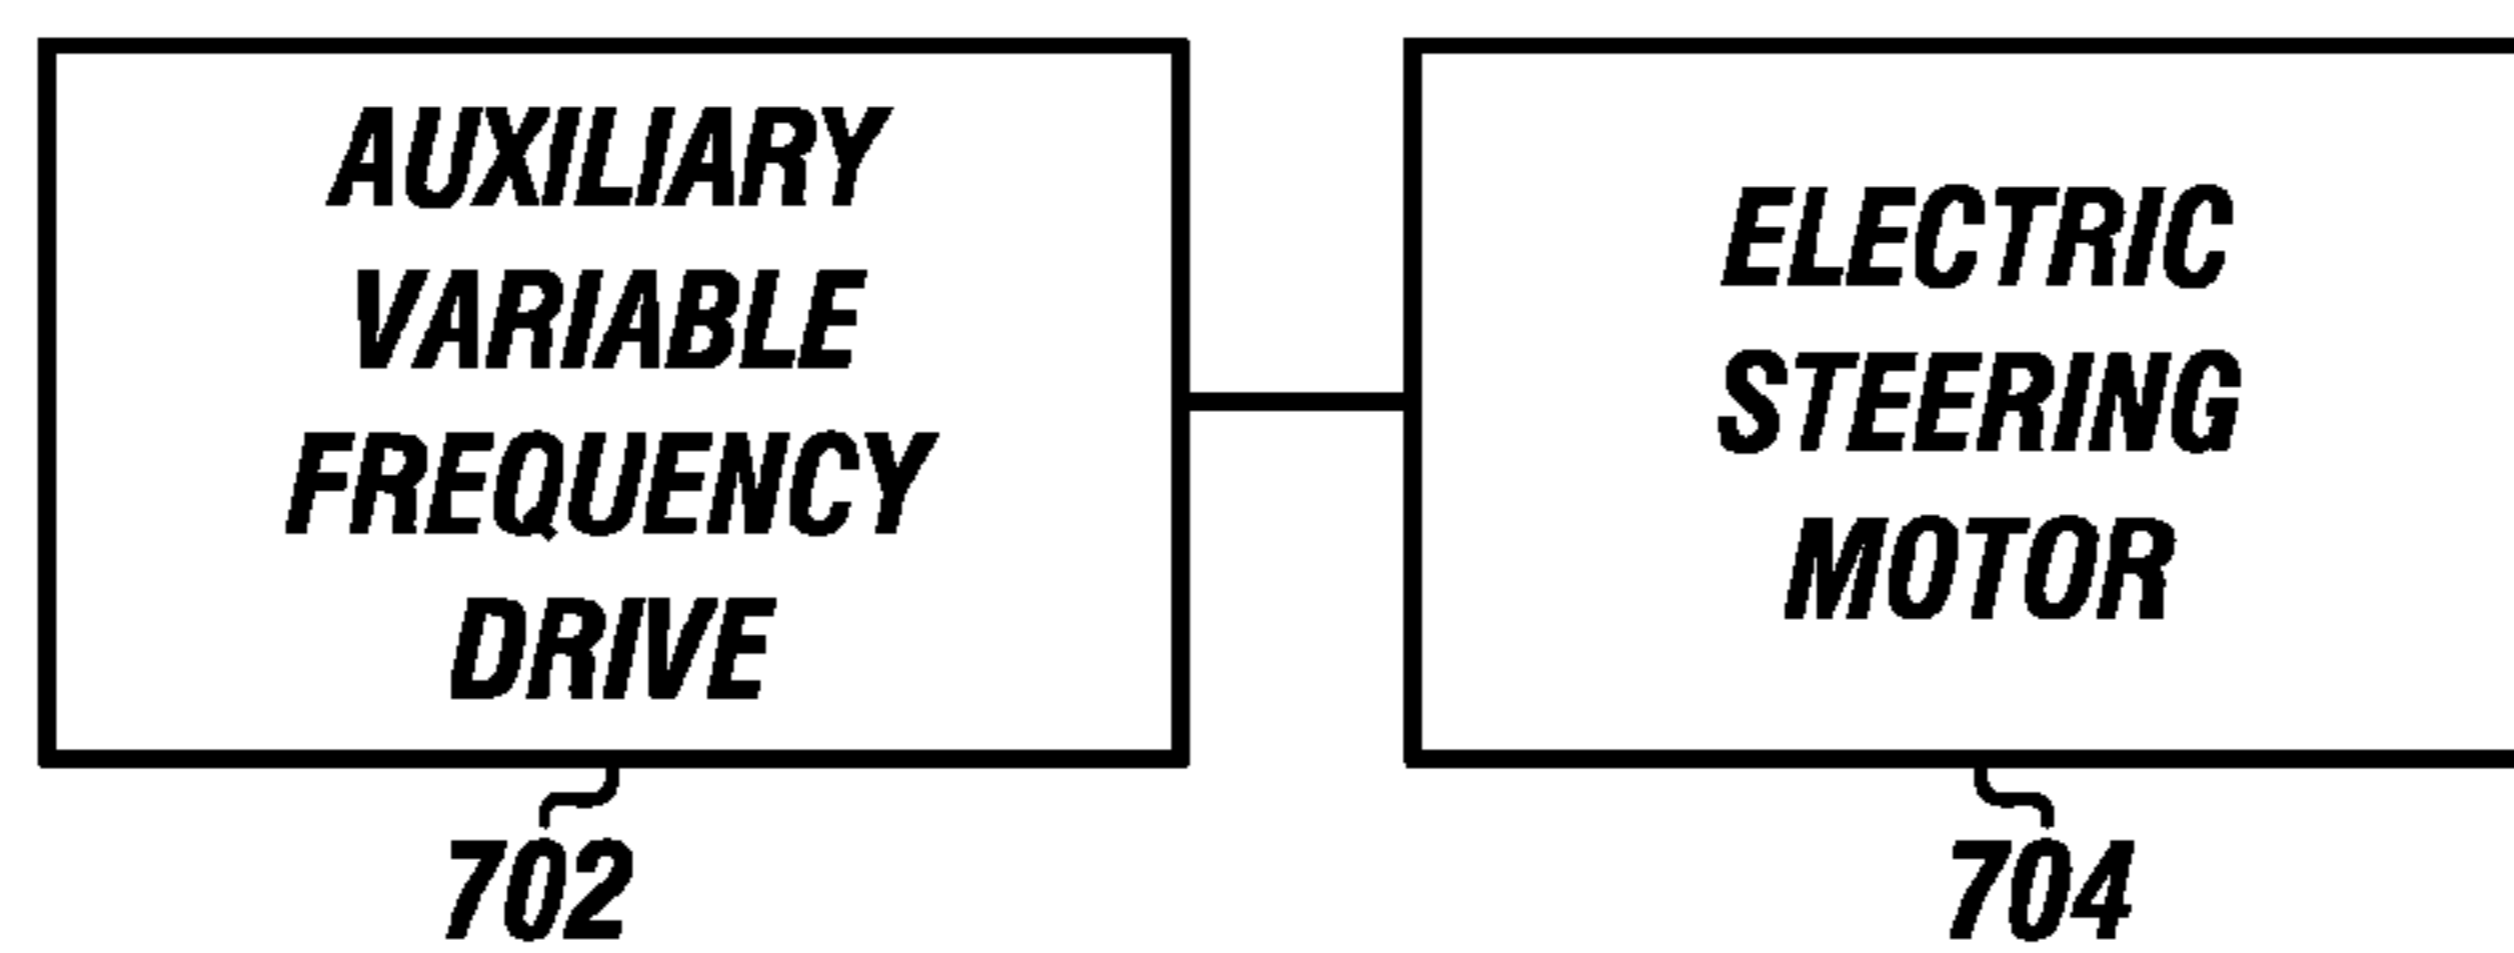 AUXILIARY
VARIABLE
FREQUENCY
DRIVE
702
ELECTRIC
STEERING
MOTOR
704